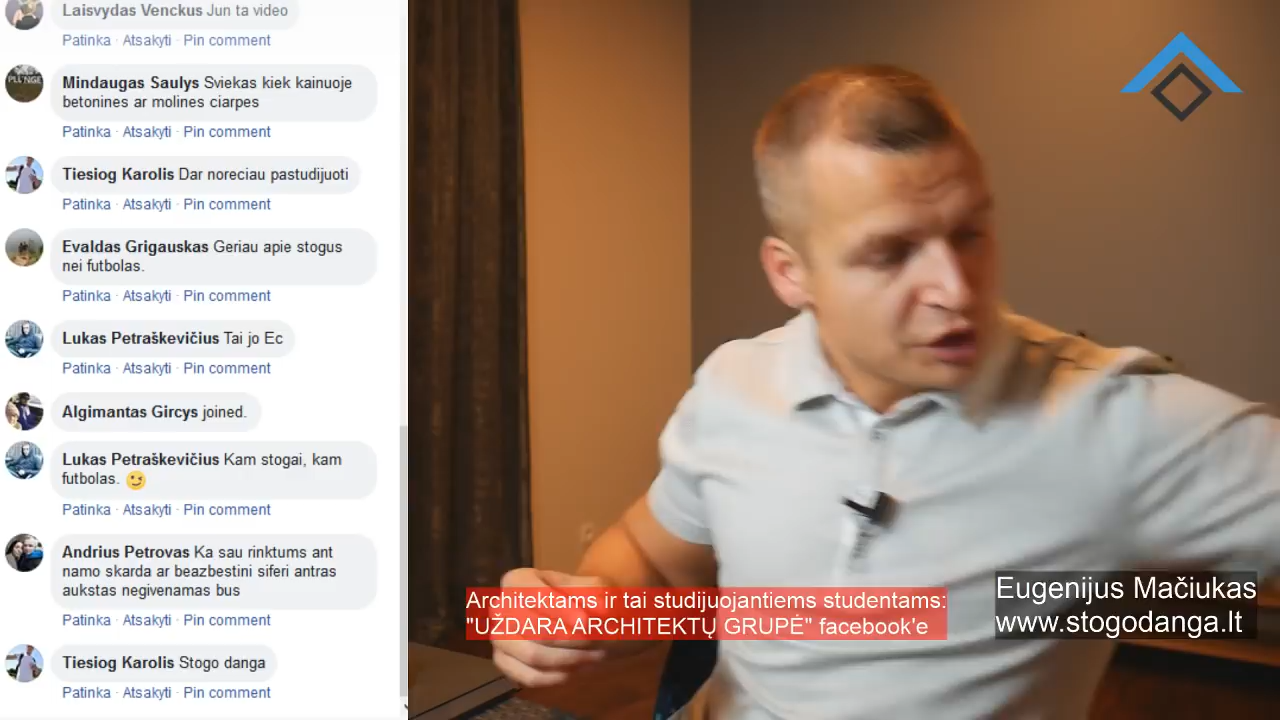 Laisvydas Venckus Jun ta video
Patinka · Atsakyti · Pin comment
PLUNGE
Mindaugas Saulys Sviekas kiek kainuoje
betonines ar molines ciarpes
Patinka · Atsakyti · Pin comment
Tiesiog Karolis Dar noreciau pastudijuoti
Patinka · Atsakyti · Pin comment
Evaldas Grigauskas Geriau apie stogus
nei futbolas.
Patinka · Atsakyti · Pin comment
Lukas Petraškevičius Tai jo Ec
Patinka · Atsakyti · Pin comment
Algimantas Gircys joined.
Lukas Petraškevičius Kam stogai, kam
futbolas. 😉
Patinka · Atsakyti · Pin comment
Andrius Petrovas Ka sau rinktums ant
namo skarda ar beazbestini siferi antras
aukstas negivenamas bus
Patinka · Atsakyti · Pin comment
Tiesiog Karolis Stogo danga
Patinka · Atsakyti · Pin comment
Architektams ir tai studijuojantiems studentams:
"UŽDARA ARCHITEKTŲ GRUPĖ" facebook'e
Eugenijus Mačiukas
www.stogodanga.lt